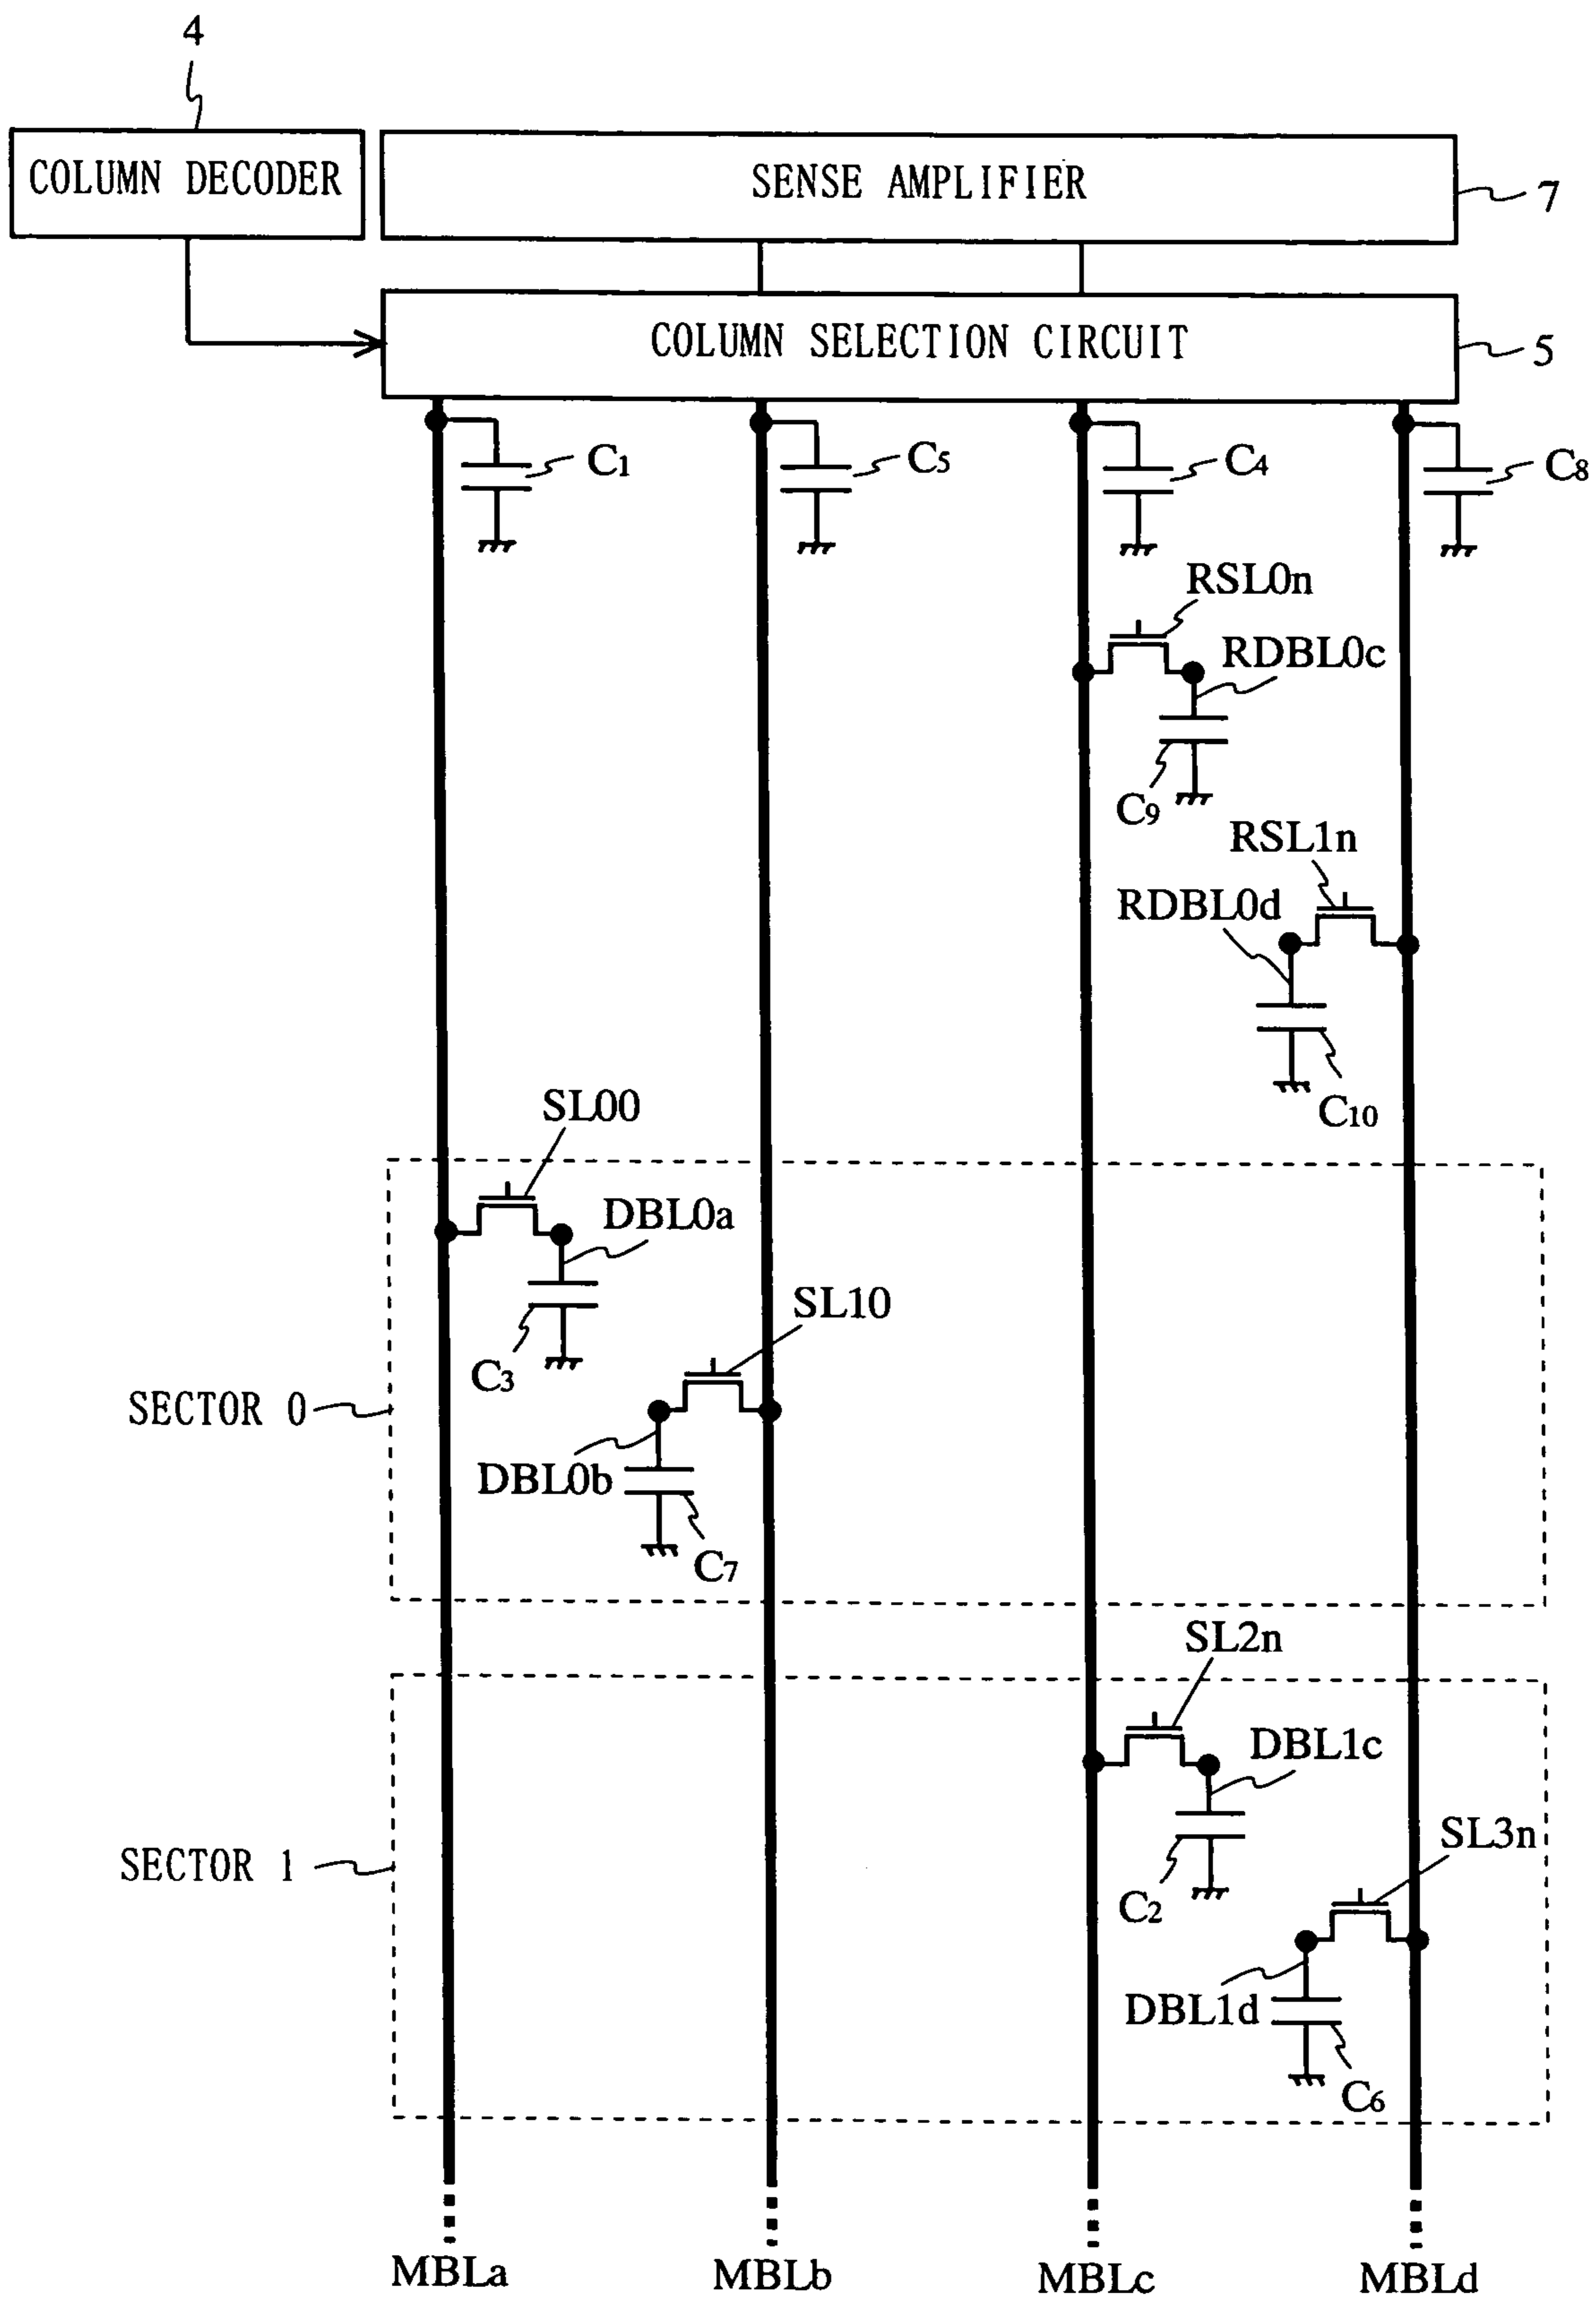 4
COLUMN DECODER
SENSE AMPLIFIER
7
COLUMN SELECTION CIRCUIT
5
C1
C5
C4
C8
RSL0n
RDBL0c
C9
RSL1n
RDBL0d
C10
SL00
DBL0a
C3
SL10
SECTOR 0
DBL0b
C7
SL2n
DBL1c
SL3n
SECTOR 1
C2
DBL1d
C6
MBLa
MBLb
MBLc
MBLd